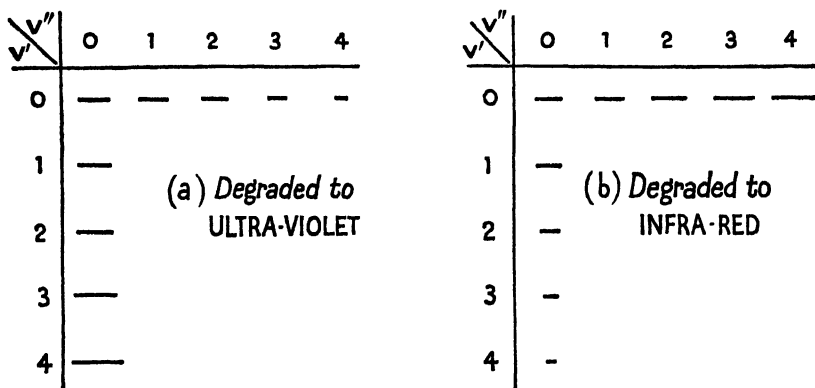 v"
v' 0 1 2 3 4
0
1
2
3
4
(a) Degraded to
ULTRA-VIOLET
v"
v' 0 1 2 3 4
0
1
2
3
4
(b) Degraded to
INFRA-RED